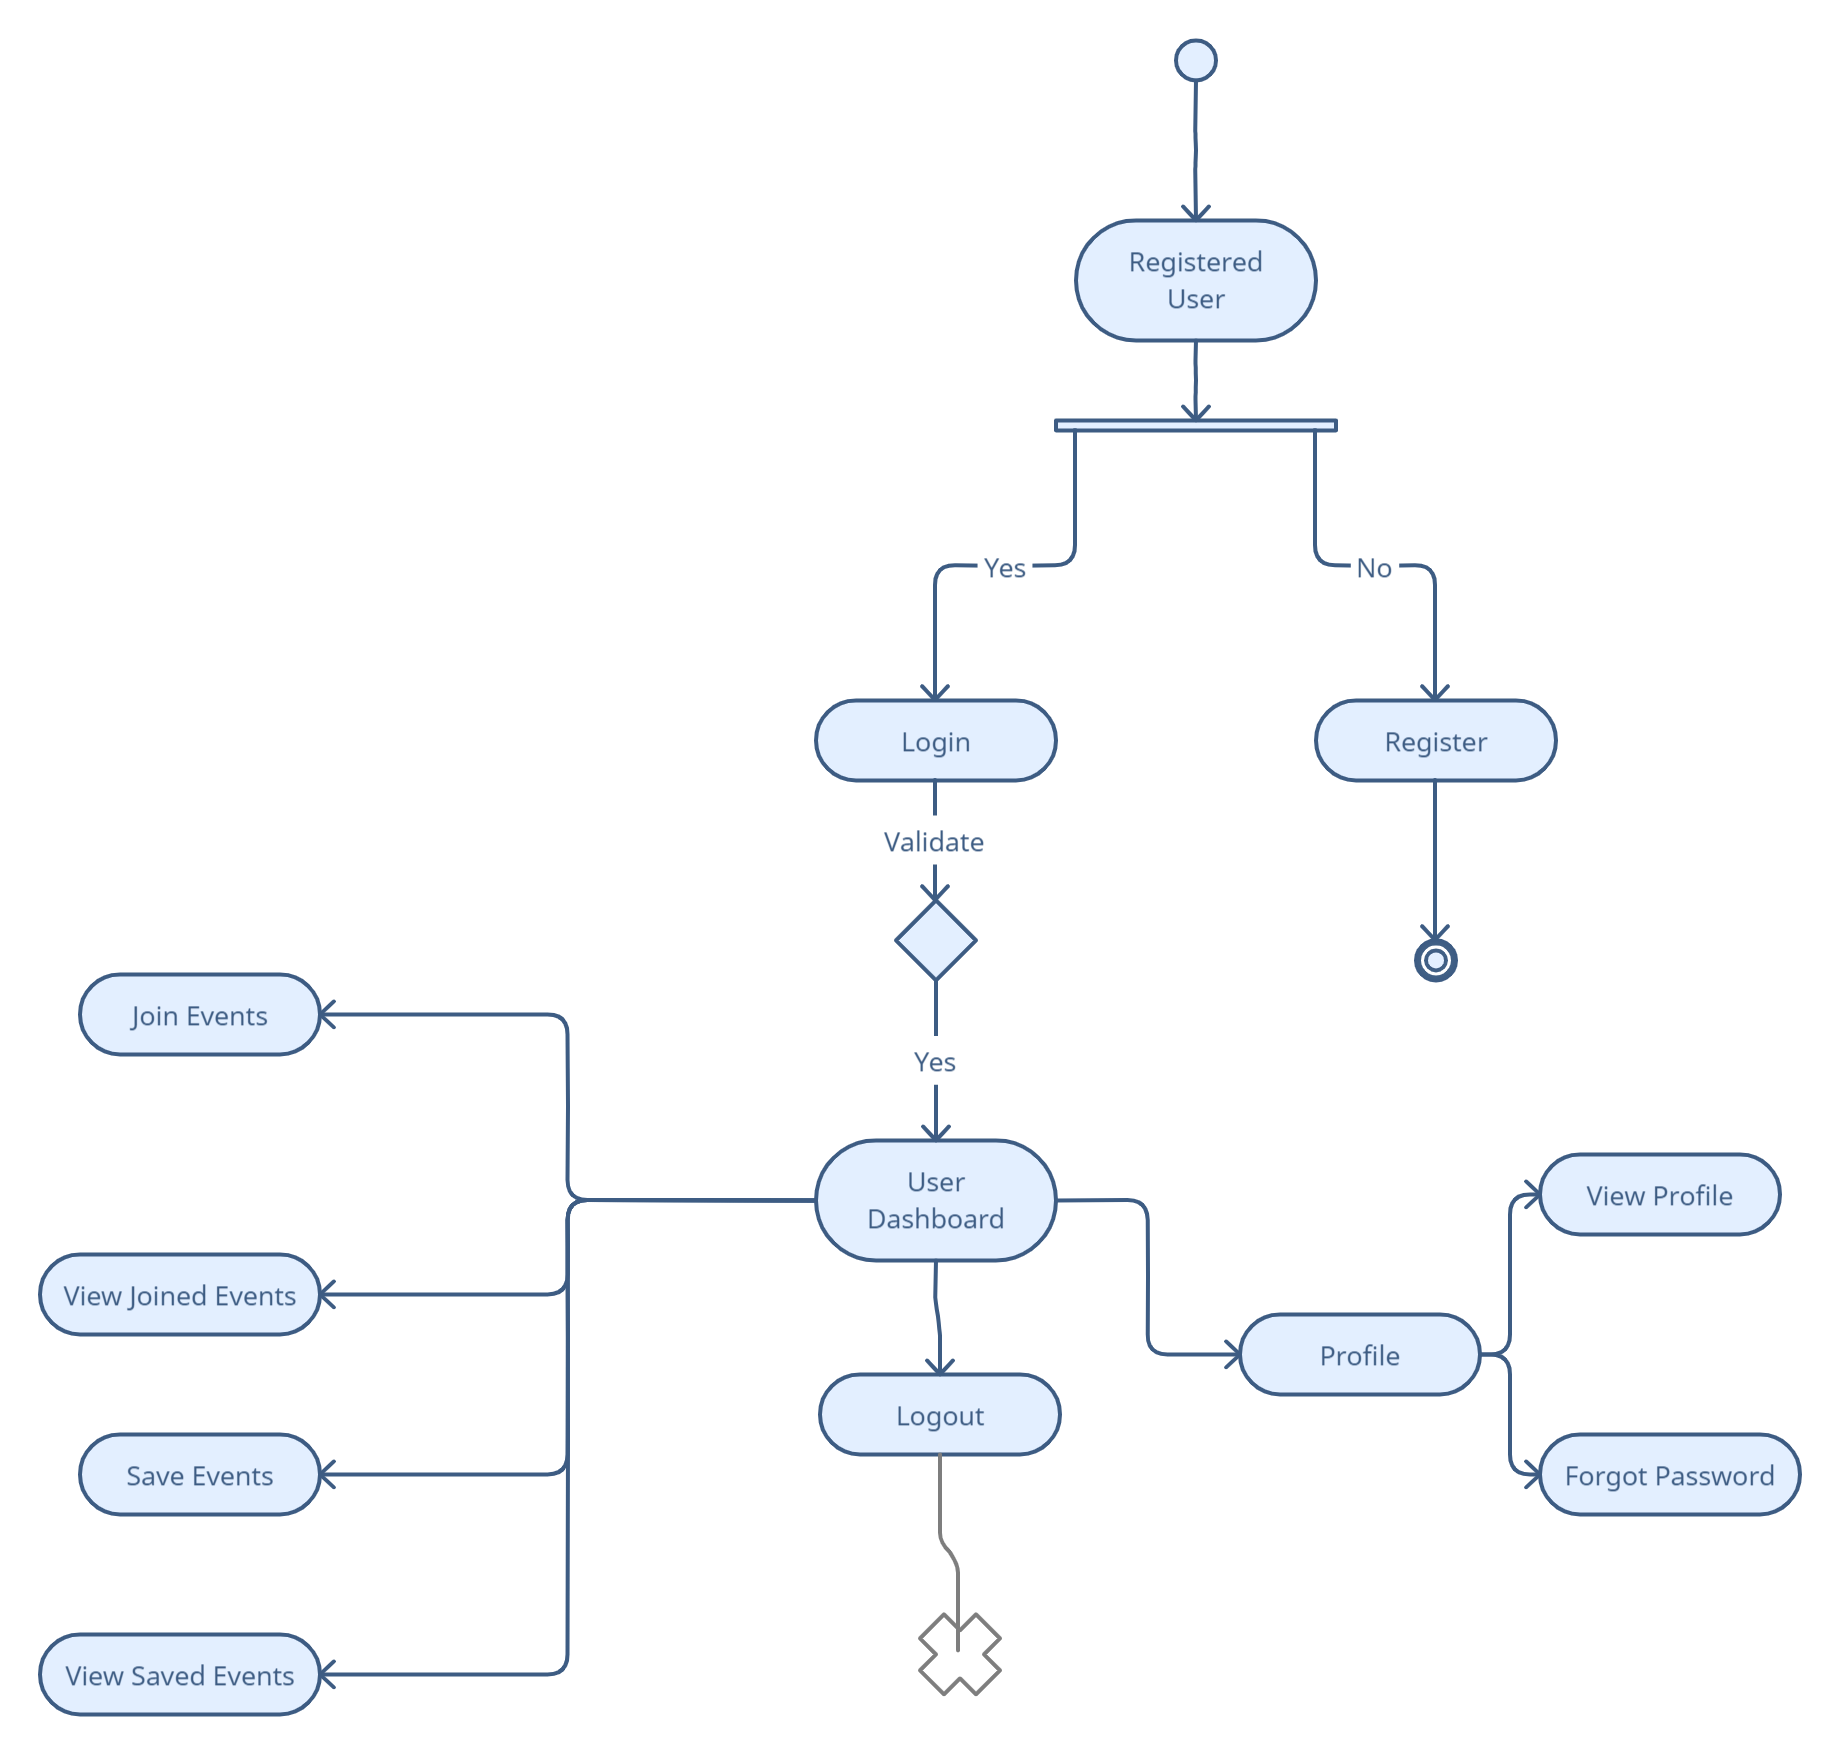 Registered
User
Yes
No
Login
Register
Validate
Join Events
Yes
User
Dashboard
View Profile
View Joined Events
Profile
Logout
Save Events
Forgot Password
View Saved Events